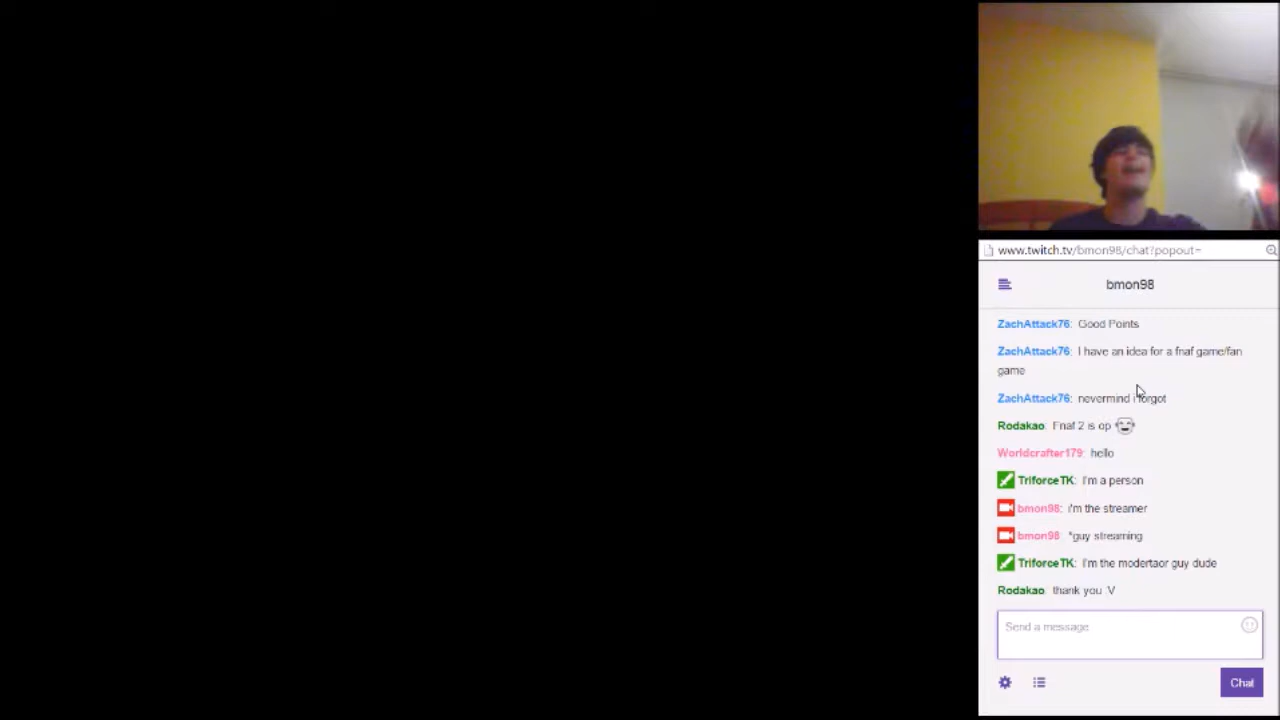 www.twitch.tv/bmon98/chat?popout=
bmon98
ZachAttack76: Good Points
ZachAttack76: I have an idea for a fnaf game/fan
game
ZachAttack76: nevermind i forgot
Rodakao: Fnaf 2 is op
Worldcrafter179: hello
TriforceTK: I'm a person
bmon98: i'm the streamer
bmon98 *guy streaming
TriforceTK: I'm the modertaor guy dude
Rodakao: thank you :V
Send a message
Chat